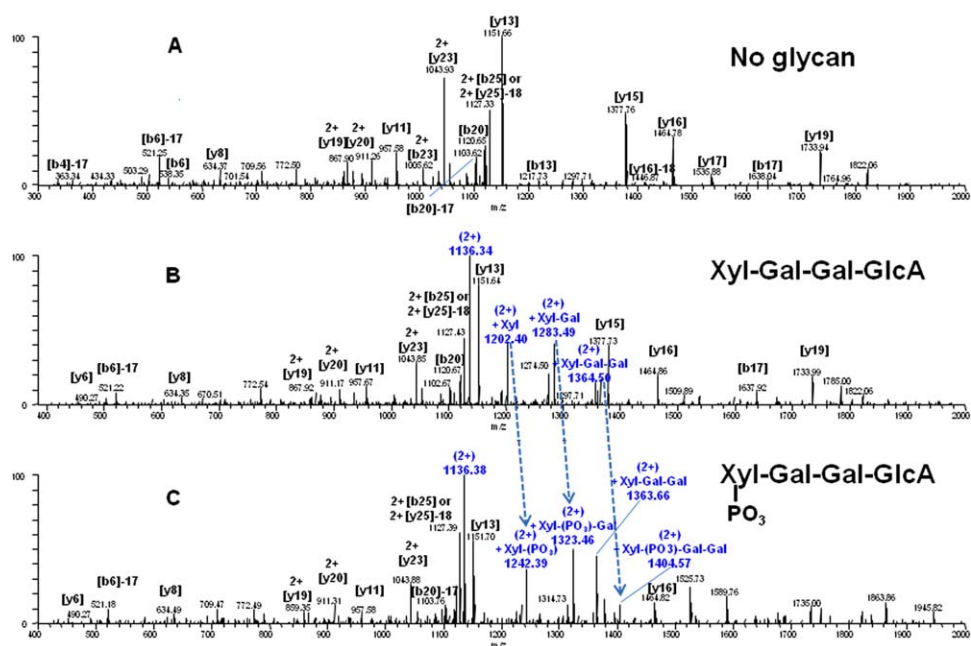 100
A
No glycan
[b4]-17
363.34
434.33
503.29
[b6]-17
521.25
[b6]
538.35
[y8]
634.37
701.54
709.56
772.50
2+
[y19]
867.90
2+
[y20]
911.26
[y11]
957.58
2+
[b23]
1005.62
2+
[y23]
1043.93
[b20]-17
1103.62
[b20]
1120.65
2+ [b25] or
2+ [y25]-18
1127.33
[y13]
1151.66
[b13]
1217.73
1297.71
[y15]
1377.76
[y16]-18
1446.87
[y16]
1464.78
[y17]
1535.88
[b17]
1638.04
[y19]
1733.94
1764.96
1822.06
0
300 400 500 600 700 800 900 1000 1100 1200 1300 1400 1500 1600 1700 1800 1900 2000
m/z
100
B
Xyl-Gal-Gal-GlcA
[y6]
490.27
[b6]-17
521.22
[y8]
634.35
670.51
772.54
2+
[y19]
867.92
2+
[y20]
911.17
[y11]
957.67
2+
[y23]
1043.85
1102.67
[b20]
1120.67
2+ [b25] or
2+ [y25]-18
1127.43
(2+)
1136.34
[y13]
1151.64
(2+)
+ Xyl
1202.40
1274.50
(2+)
+ Xyl-Gal
1283.49
1297.71
(2+)
+ Xyl-Gal-Gal
1364.50
[y15]
1377.73
[y16]
1464.86
1509.89
[b17]
1637.92
[y19]
1733.99
1785.00
1822.06
0
400 500 600 700 800 900 1000 1100 1200 1300 1400 1500 1600 1700 1800 1900 2000
m/z
100
C
Xyl-Gal-Gal-GlcA
PO3
[y6]
490.27
[b6]-17
521.18
[y8]
634.49
709.47
772.49
2+
[y19]
859.35
2+
[y20]
911.31
[y11]
957.58
2+
[y23]
1043.88
[b20]-17
1103.76
2+ [b25] or
2+ [y25]-18
1127.39
(2+)
1136.38
[y13]
1151.70
(2+)
+ Xyl-(PO3)
1242.39
1314.73
(2+)
+ Xyl-(PO3)-Gal
1323.46
(2+)
+ Xyl-Gal-Gal
1363.66
(2+)
+ Xyl-(PO3)-Gal-Gal
1404.57
[y16]
1464.82
1525.73
1589.76
1735.00
1863.86
1945.82
0
400 500 600 700 800 900 1000 1100 1200 1300 1400 1500 1600 1700 1800 1900 2000
m/z